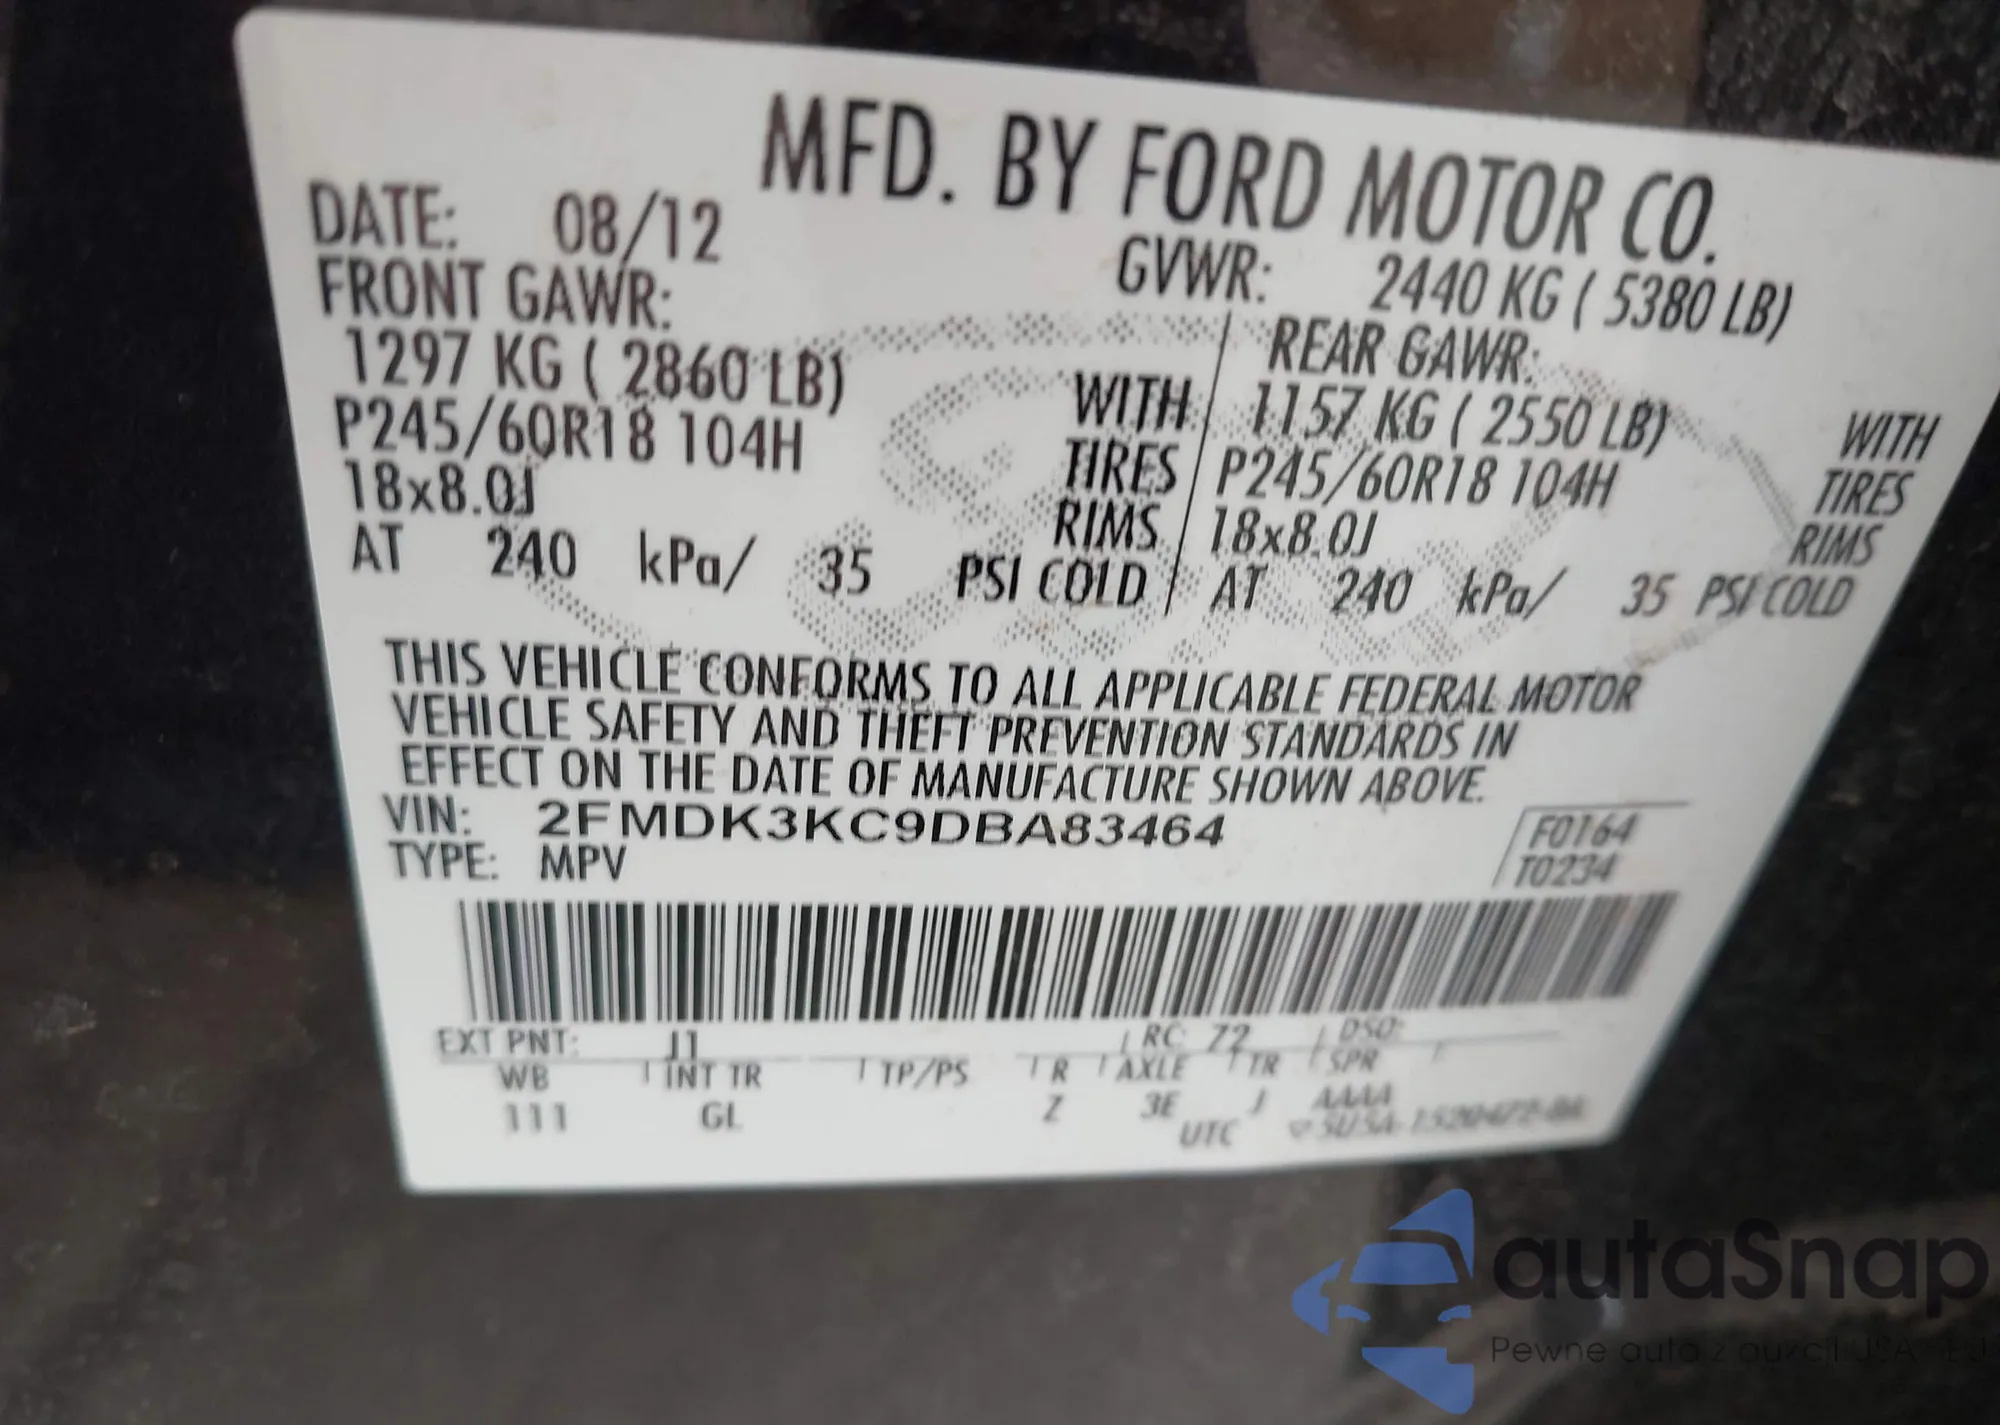 MFD. BY FORD MOTOR CO.
DATE: 08/12 GVWR: 2440 KG ( 5380 LB)
FRONT GAWR: REAR GAWR:
1297 KG ( 2860 LB) WITH 1157 KG ( 2550 LB) WITH
P245/60R18 104H TIRES P245/60R18 104H TIRES
18x8.0J RIMS 18x8.0J RIMS
AT 240 kPa/ 35 PSI COLD AT 240 kPa/ 35 PSI COLD
THIS VEHICLE CONFORMS TO ALL APPLICABLE FEDERAL MOTOR
VEHICLE SAFETY AND THEFT PREVENTION STANDARDS IN
EFFECT ON THE DATE OF MANUFACTURE SHOWN ABOVE.
VIN: 2FMDK3KC9DBA83464 F0164
TYPE: MPV T0234
EXT PNT: J1 RC: 72 DSO:
WB INT TR TP/PS R AXLE TR SPR
111 GL Z 3E J AAAA
UTC
autaSnap
Pewne auta z aukcji USA